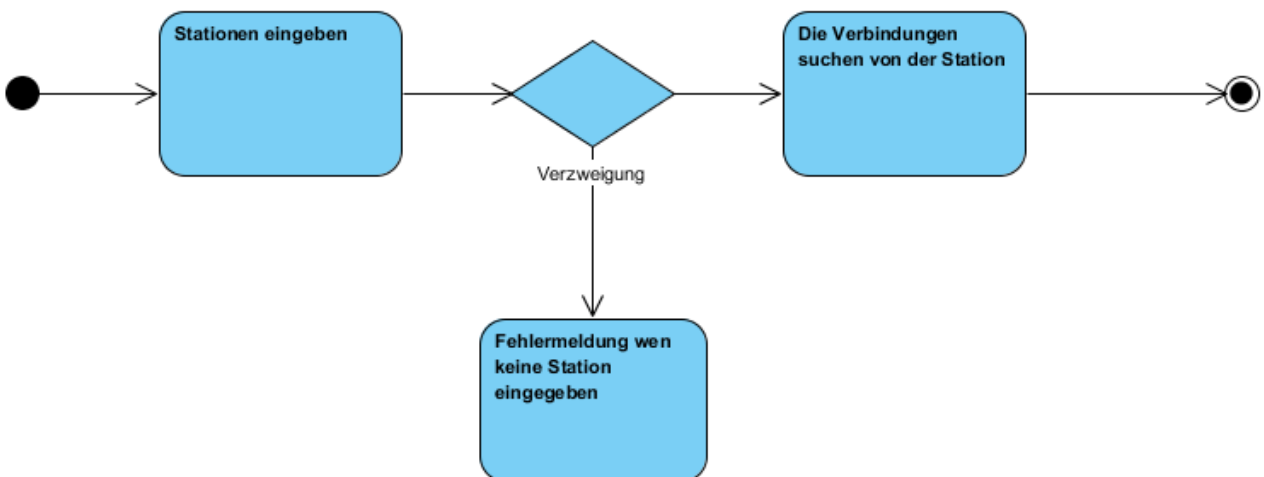 Stationen eingeben
Die Verbindungen
suchen von der Station
Verzweigung
Fehlermeldung wen
keine Station
eingegeben